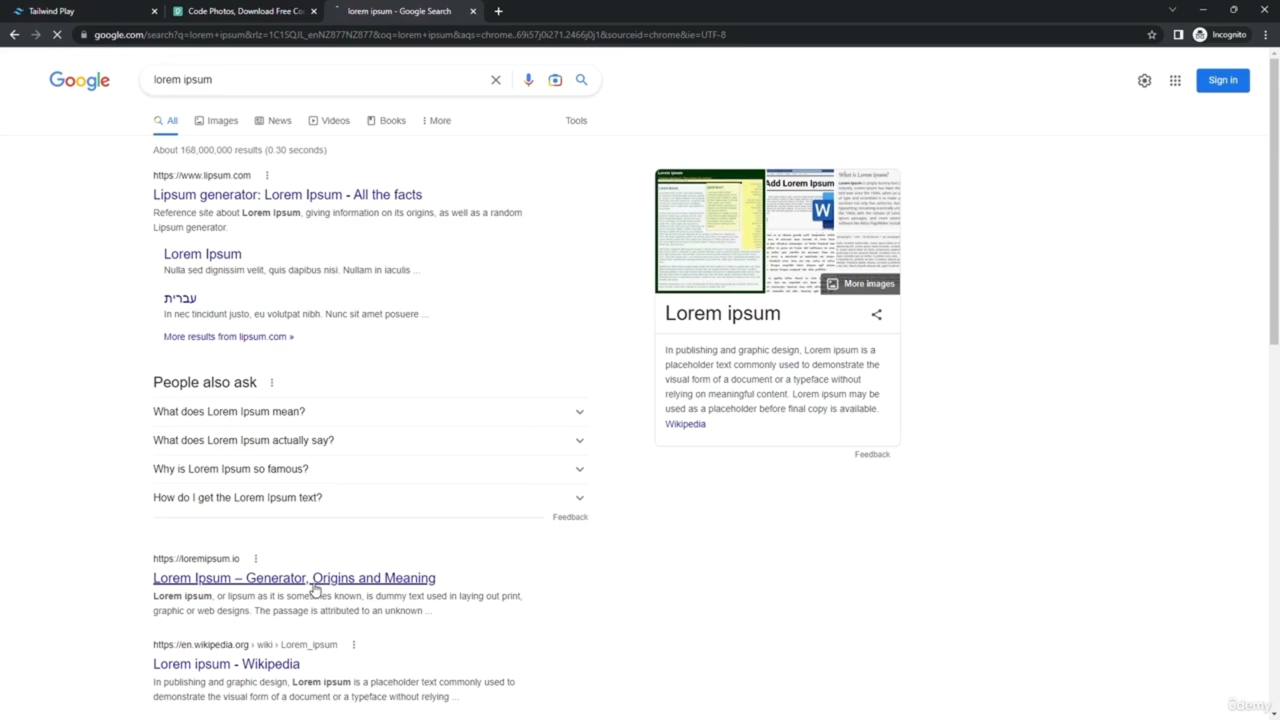 Tailwind Play
Code Photos, Download Free Co
lorem ipsum - Google Search
google.com/search?q=lorem+ipsum&rlz=1C1SQJL_enNZ877NZ877&oq=lorem+ipsum&aqs=chrome..69i57j0i271.2466j0j1&sourceid=chrome&ie=UTF-8
Incognito
Google
lorem ipsum
Sign in
All
Images
News
Videos
Books
More
Tools
About 168,000,000 results (0.30 seconds)
https://www.lipsum.com
Lipsum generator: Lorem Ipsum - All the facts
Reference site about Lorem Ipsum, giving information on its origins, as well as a random
Lipsum generator.
Lorem Ipsum
Nulla sed dignissim velit, quis dapibus nisi. Nullam in iaculis ...
עברית
In nec tincidunt justo, eu volutpat nibh. Nunc sit amet posuere ...
More results from lipsum.com »
People also ask
What does Lorem Ipsum mean?
What does Lorem Ipsum actually say?
Why is Lorem Ipsum so famous?
How do I get the Lorem Ipsum text?
Feedback
https://loremipsum.io
Lorem Ipsum – Generator, Origins and Meaning
Lorem ipsum, or lipsum as it is sometimes known, is dummy text used in laying out print,
graphic or web designs. The passage is attributed to an unknown ...
https://en.wikipedia.org › wiki › Lorem_ipsum
Lorem ipsum - Wikipedia
In publishing and graphic design, Lorem ipsum is a placeholder text commonly used to
demonstrate the visual form of a document or a typeface without relying ...
Add Lorem Ipsum
What is Lorem Ipsum?
W
More images
Lorem ipsum
In publishing and graphic design, Lorem ipsum is a
placeholder text commonly used to demonstrate the
visual form of a document or a typeface without
relying on meaningful content. Lorem ipsum may be
used as a placeholder before final copy is available.
Wikipedia
Feedback
ûdemy